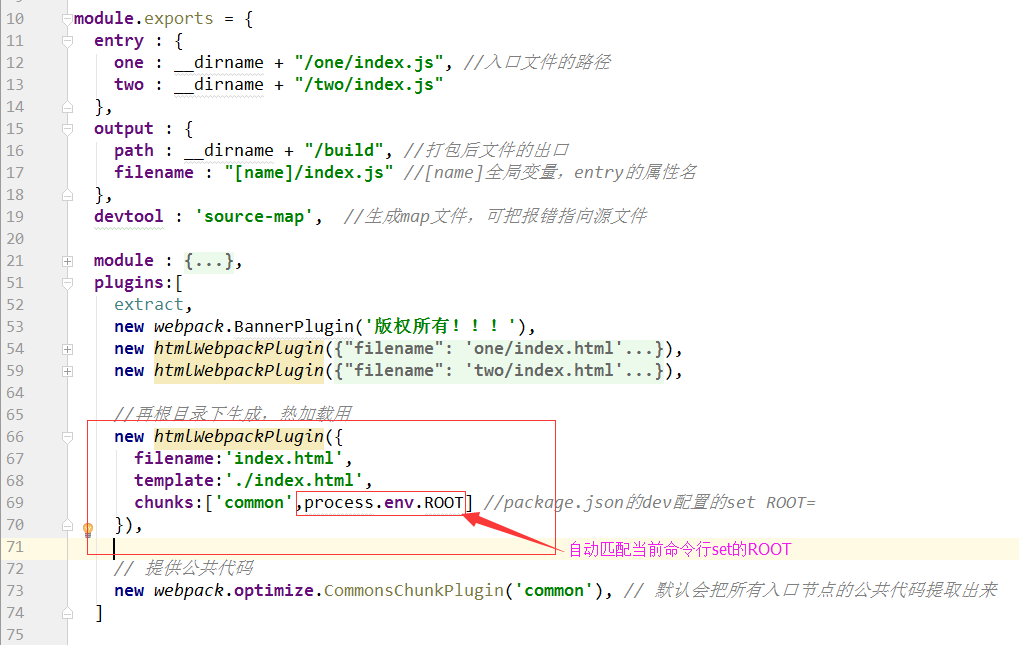 10 module.exports = {
11 entry : {
12 one : __dirname + "/one/index.js", //入口文件的路径
13 two : __dirname + "/two/index.js"
14 },
15 output : {
16 path : __dirname + "/build", //打包后文件的出口
17 filename : "[name]/index.js" //[name]全局变量，entry的属性名
18 },
19 devtool : 'source-map', //生成map文件，可把报错指向源文件
20
21 module : {...},
51 plugins:[
52 extract,
53 new webpack.BannerPlugin('版权所有！！！'),
54 new htmlWebpackPlugin({"filename": 'one/index.html'...}),
59 new htmlWebpackPlugin({"filename": 'two/index.html'...}),
64
65 //再根目录下生成，热加载用
66 new htmlWebpackPlugin({
67 filename:'index.html',
68 template:'./index.html',
69 chunks:['common',process.env.ROOT] //package.json的dev配置的set ROOT=
70 }),
71 自动匹配当前命令行set的ROOT
72 // 提供公共代码
73 new webpack.optimize.CommonsChunkPlugin('common'), // 默认会把所有入口节点的公共代码提取出来
74 ]
75